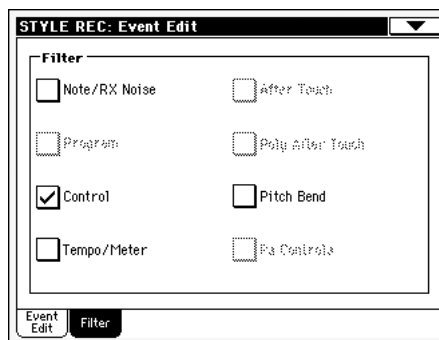 STYLE REC: Event Edit
Filter
Note/RX Noise
After Touch
Program
Poly After Touch
Control
Pitch Bend
Tempo/Meter
Pa Controls
Event
Edit
Filter